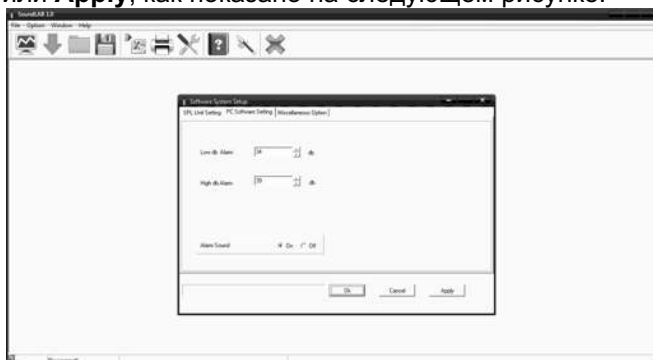 или Apply, как показано на следующем рисунке.
SoundLAB 1.0
File Option Window Help
Software System Setup
SPL Unit Setting PC Software Setting Miscellaneous Option
Low db Alarm db
High db Alarm db
Alarm Sound On Off
Ok Cancel Apply